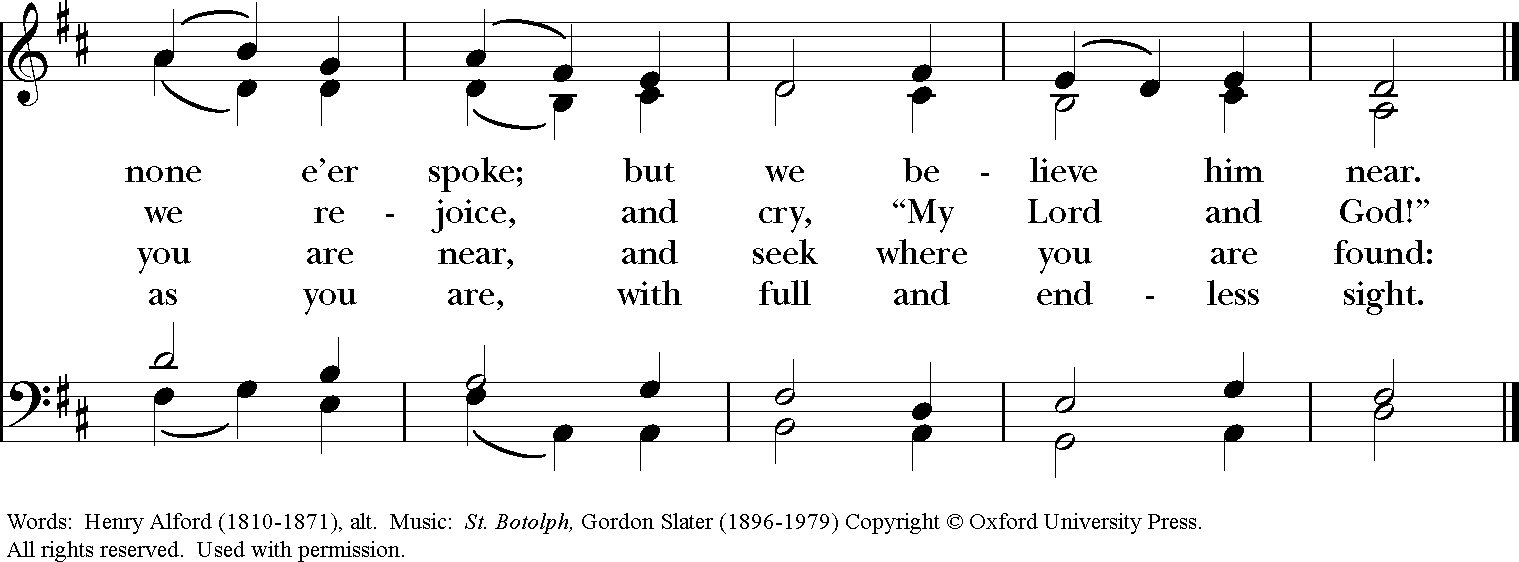 none e’er spoke; but we be - lieve him near.
we re - joice, and cry, “My Lord and God!”
you are near, and seek where you are found:
as you are, with full and end - less sight.
Words: Henry Alford (1810-1871), alt. Music: St. Botolph, Gordon Slater (1896-1979) Copyright © Oxford University Press.
All rights reserved. Used with permission.